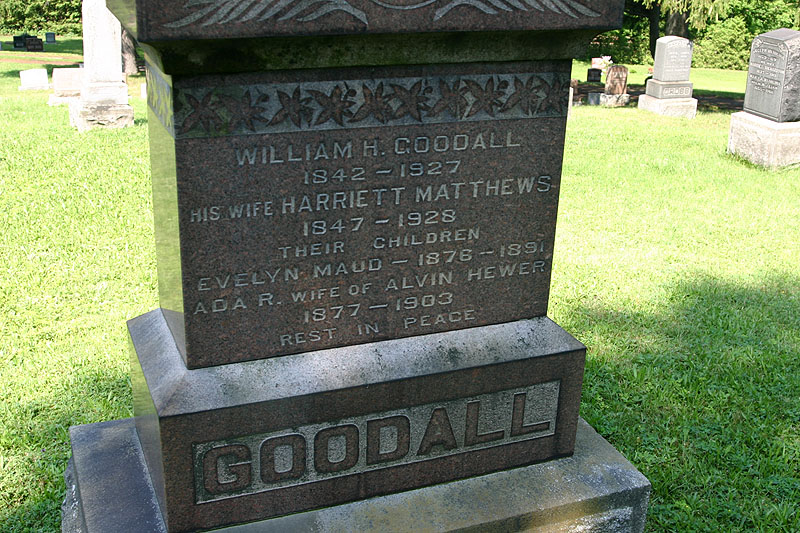 WILLIAM H. GOODALL
1842 - 1927
HIS WIFE HARRIETT MATTHEWS
1847 - 1928
THEIR CHILDREN
EVELYN MAUD - 1878 - 1891
ADA R. WIFE OF ALVIN HEWER
1877 - 1903
REST IN PEACE
GOODALL